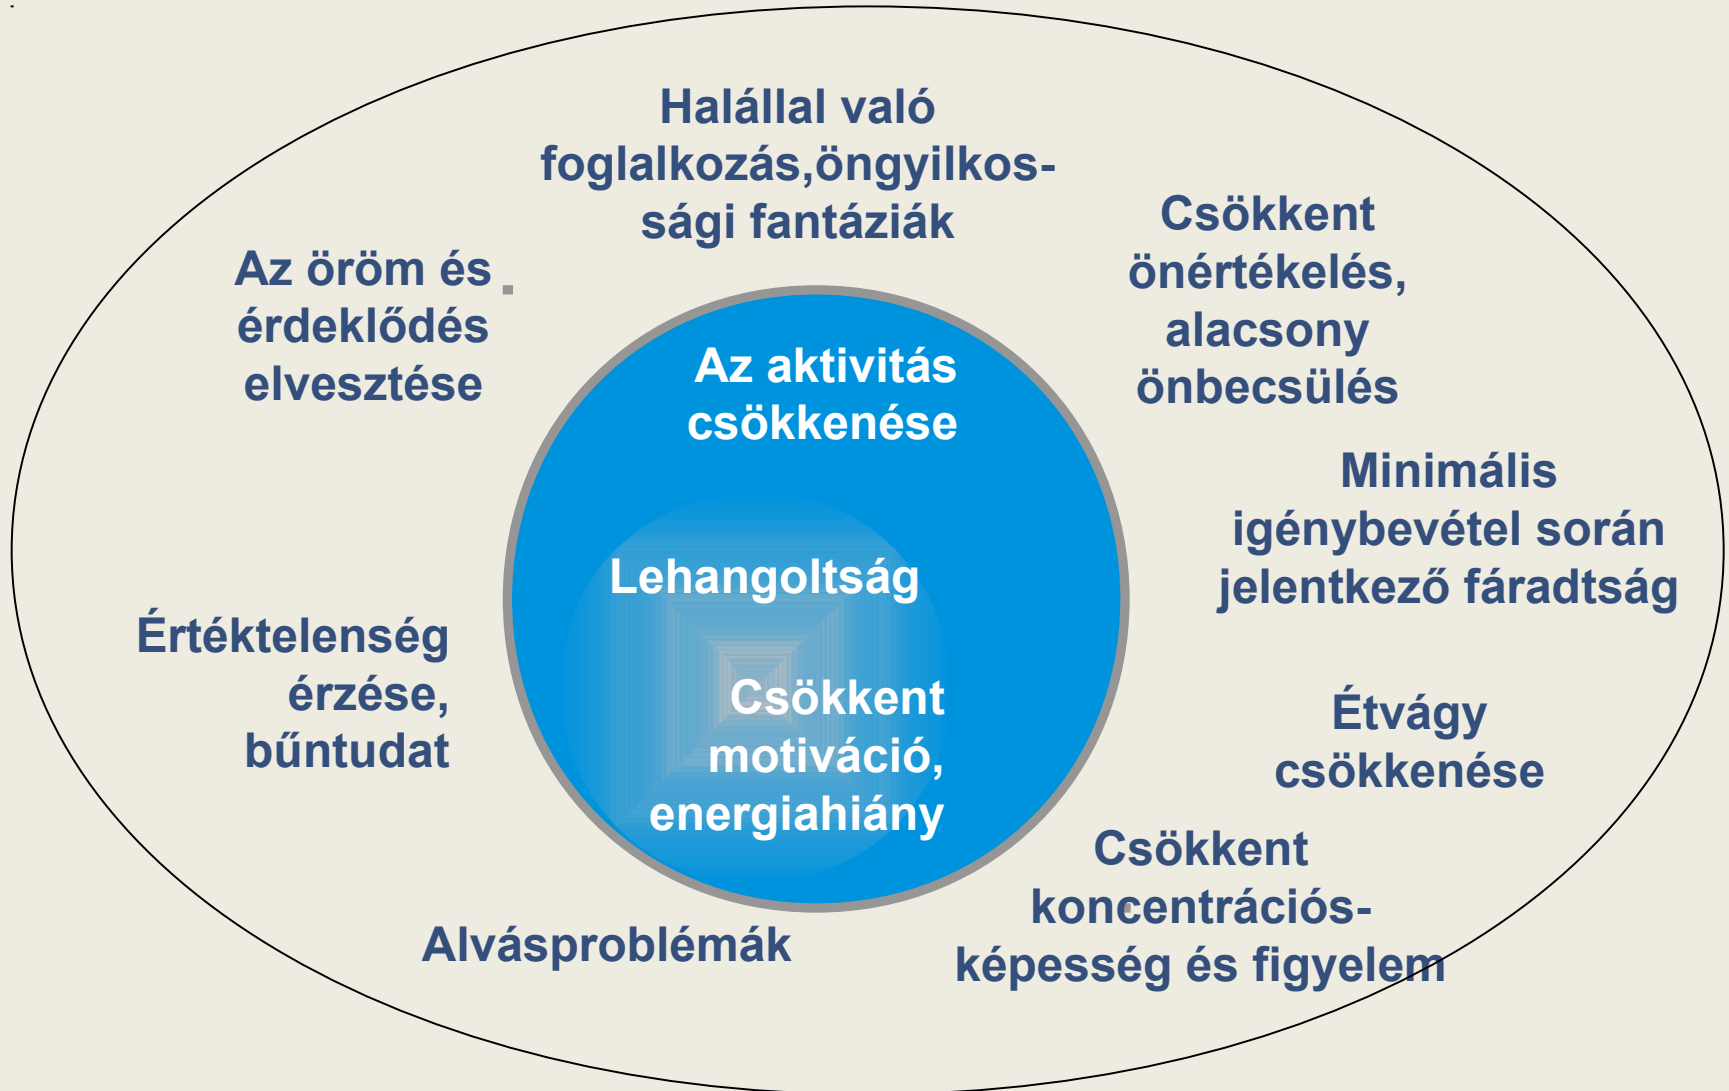 Halállal való
foglalkozás,öngyilkos-
sági fantáziák
Csökkent
önértékelés,
alacsony
önbecsülés
Az öröm és
érdeklődés
elvesztése
Az aktivitás
csökkenése
Minimális
igénybevétel során
jelentkező fáradtság
Lehangoltság
Értéktelenség
érzése,
bűntudat
Csökkent
motiváció,
energiahiány
Étvágy
csökkenése
Csökkent
koncentrációs-
képesség és figyelem
Alvásproblémák